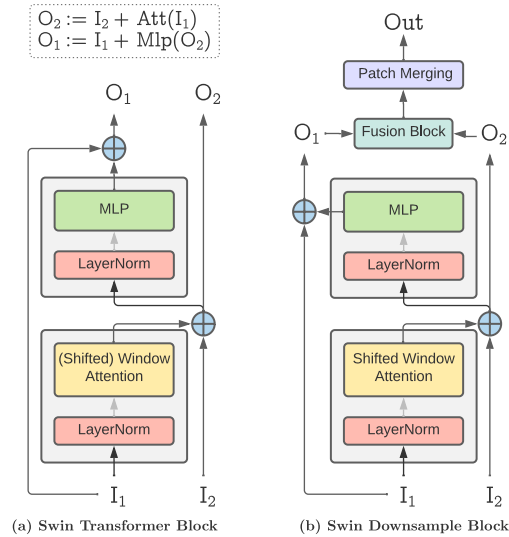 O₂ := I₂ + Att(I₁)
O₁ := I₁ + Mlp(O₂)
O₁ O₂
MLP
LayerNorm
(Shifted) Window
Attention
LayerNorm
I₁ I₂
(a) Swin Transformer Block
Out
Patch Merging
O₁ Fusion Block O₂
MLP
LayerNorm
Shifted Window
Attention
LayerNorm
I₁ I₂
(b) Swin Downsample Block